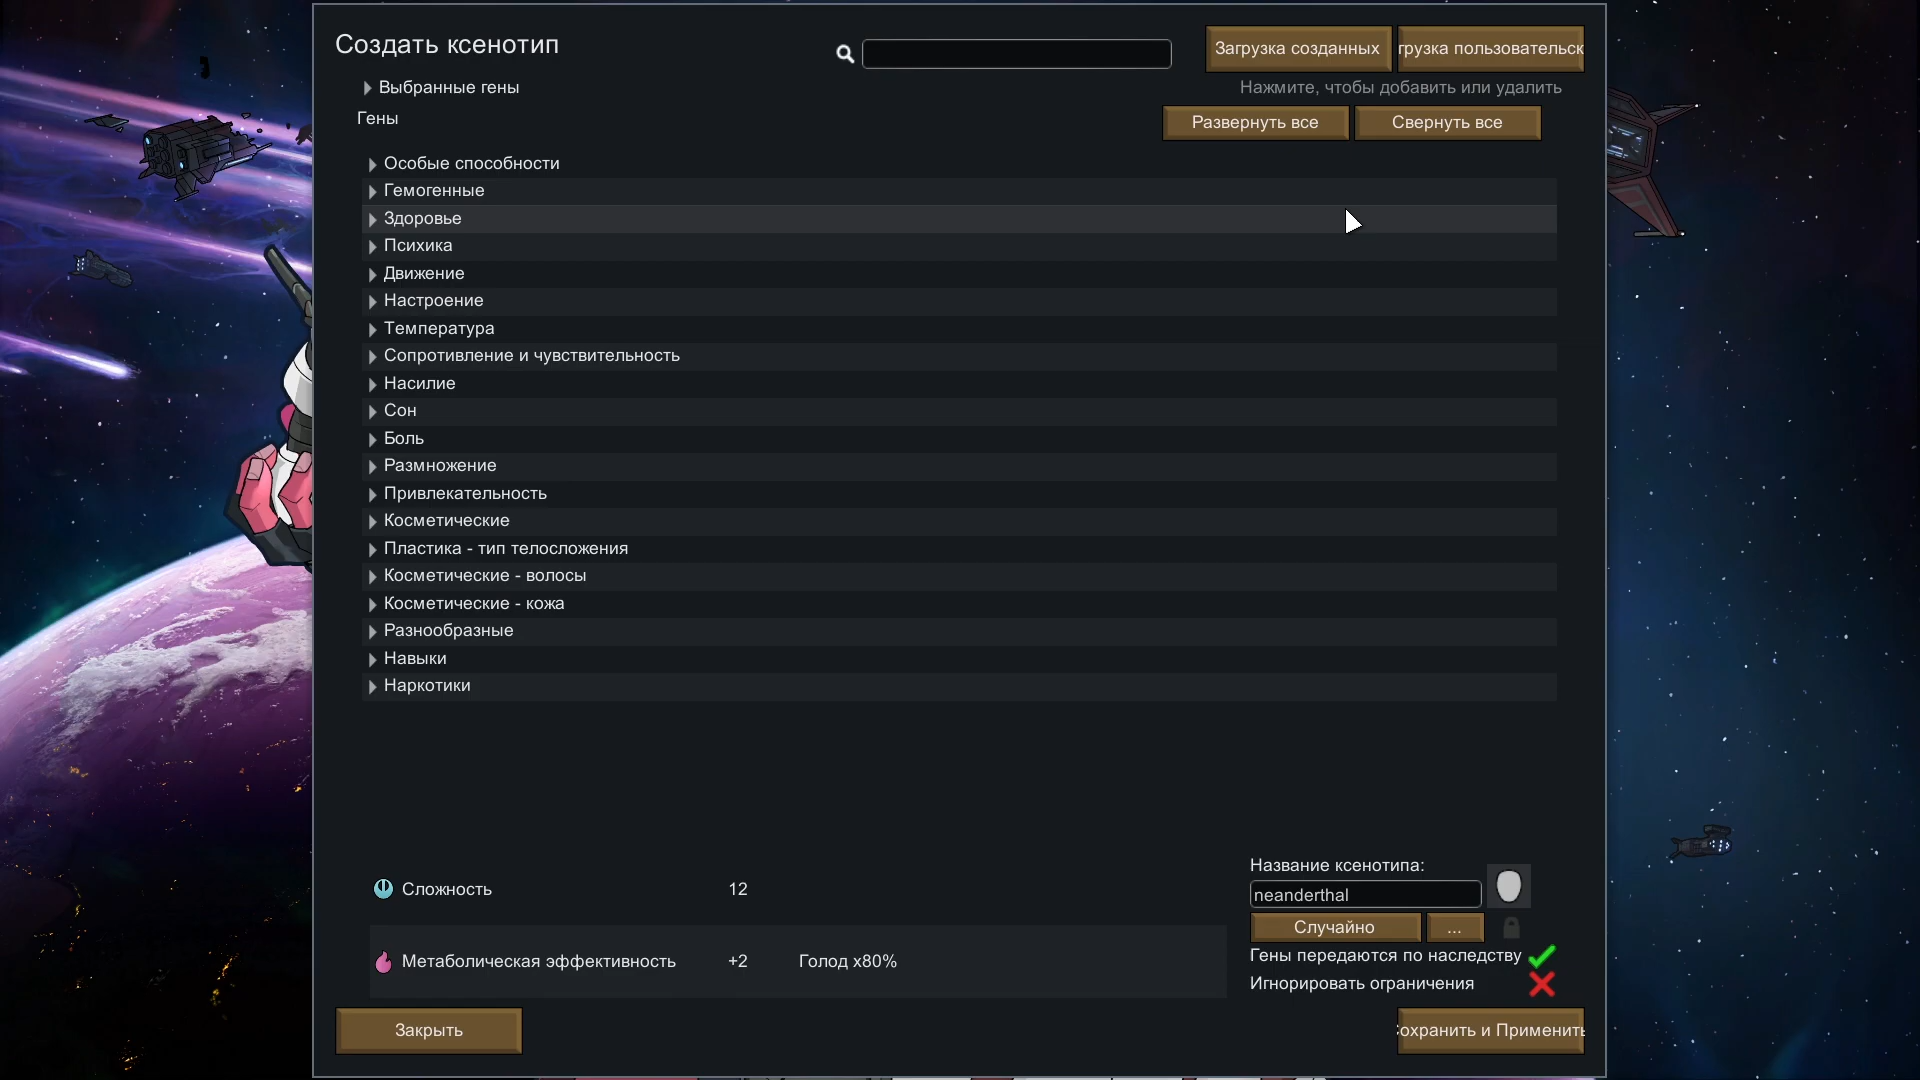 Создать ксенотип
Загрузка созданных
грузка пользовательск
Выбранные гены
Нажмите, чтобы добавить или удалить
Гены
Развернуть все
Свернуть все
Особые способности
Гемогенные
Здоровье
Психика
Движение
Настроение
Температура
Сопротивление и чувствительность
Насилие
Сон
Боль
Размножение
Привлекательность
Косметические
Пластика - тип телосложения
Косметические - волосы
Косметические - кожа
Разнообразные
Навыки
Наркотики
Название ксенотипа:
Сложность 12
neanderthal
Случайно ...
Гены передаются по наследству
Метаболическая эффективность +2 Голод x80%
Игнорировать ограничения
Закрыть
охранить и Применить